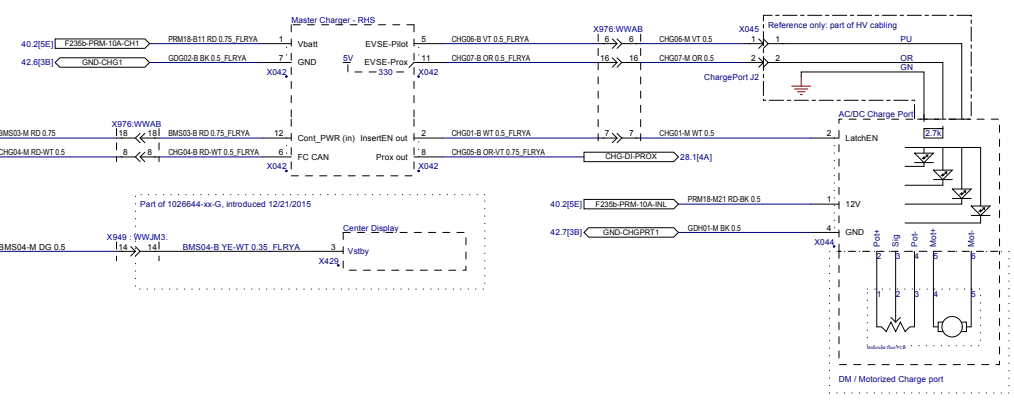 Master Charger - RHS
X976:WWAB
X045
Reference only: part of HV cabling
40.2[5E] F235b-PRM-10A-CH1 PRM18-B11 RD 0.75_FLRYA 1 Vbatt EVSE-Pilot 5 CHG06-B VT 0.5_FLRYA 6 6 CHG06-M VT 0.5 1 1 PU
42.6[3B] GND-CHG1 GDG02-B BK 0.5_FLRYA 7 GND 5V EVSE-Prox 11 CHG07-B OR 0.5_FLRYA 16 16 CHG07-M OR 0.5 2 2 OR
GN
X042 330 X042
ChargePort J2
AC/DC Charge Port
X976:WWAB
BMS03-M RD 0.75 18 18 BMS03-B RD 0.75_FLRYA 12 Cont_PWR (in) InsertEN out 2 CHG01-B WT 0.5_FLRYA 7 7 CHG01-M WT 0.5 2 LatchEN
2.7k
CHG04-M RD-WT 0.5 8 8 CHG04-B RD-WT 0.5_FLRYA 6 FC CAN Prox out 8 CHG05-B OR-VT 0.75_FLRYA CHG-DI-PROX 28.1[4A]
X042 X042
Part of 1026644-xx-G, introduced 12/21/2015
40.2[5E] F235b-PRM-10A-INL PRM18-M21 RD-BK 0.5 1 12V
42.7[3B] GND-CHGPRT1 GDH01-M BK 0.5 4 GND
X044
Center Display
X949 : WWJM3.
BMS04-M DG 0.5 14 14 BMS04-B YE-WT 0.35_FLRYA 3 Vstby
X429
Pot+ Sig Pot- Mot+ Mot-
2 3 4 5 6
1 2 3 4 5
DM / Motorized Charge port